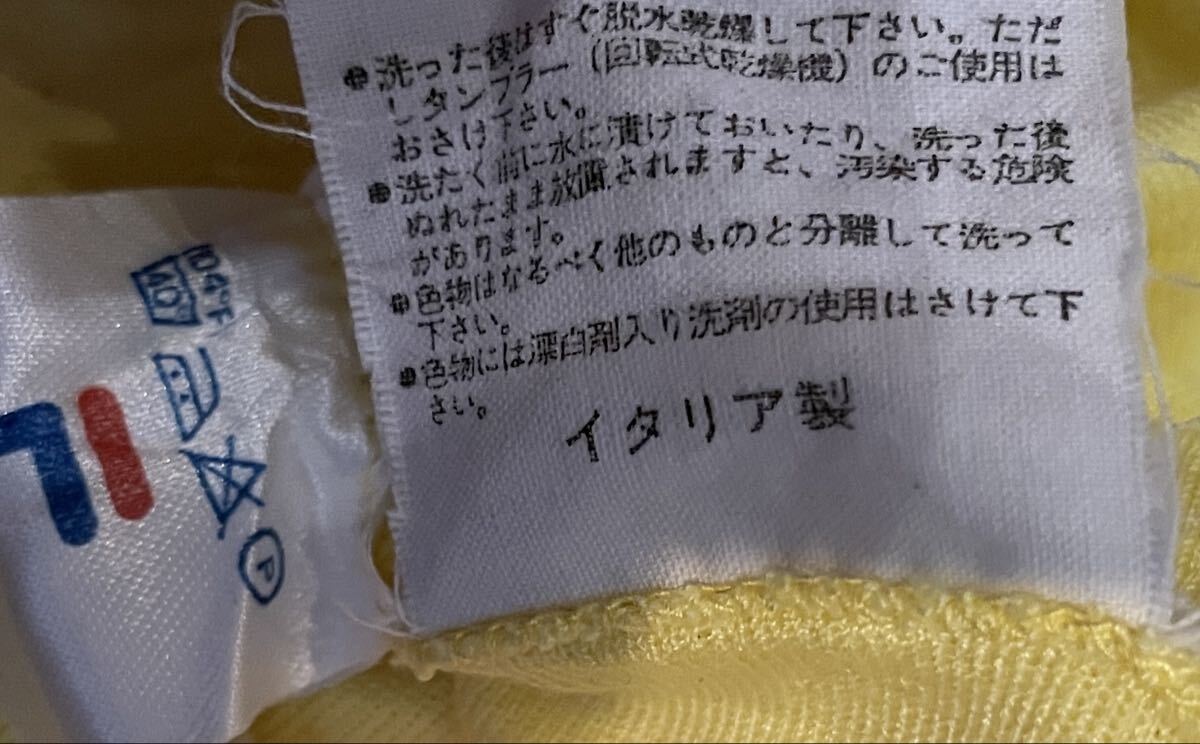 ●洗った後はすぐ脱水乾燥して下さい。ただ
しタンブラー(回転式乾燥機)のご使用は
おさけ下さい。
●洗たく前に水に漬けておいたり、洗った後
ぬれたまま放置されますと、汚染する危険
があります。
●色物はなるべく他のものと分離して洗って
下さい。
●色物には漂白剤入り洗剤の使用はさけて下
さい。
イタリア製
104°F
40
P